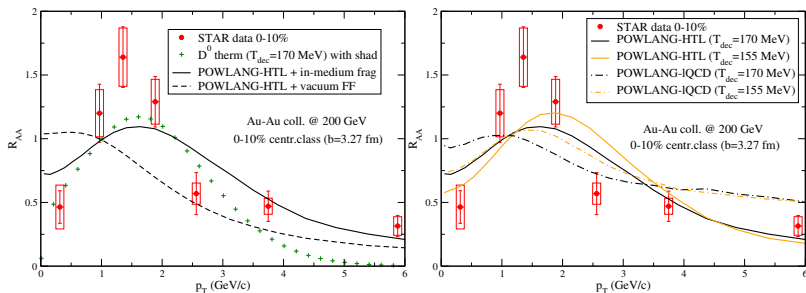 STAR data 0-10%
D⁰ therm (T_dec=170 MeV) with shad
POWLANG-HTL + in-medium frag
POWLANG-HTL + vacuum FF
Au-Au coll. @ 200 GeV
0-10% centr.class (b=3.27 fm)
R_AA
2
1.5
1
0.5
0
0 1 2 3 4 5 6
p_T (GeV/c)
STAR data 0-10%
POWLANG-HTL (T_dec=170 MeV)
POWLANG-HTL (T_dec=155 MeV)
POWLANG-lQCD (T_dec=170 MeV)
POWLANG-lQCD (T_dec=155 MeV)
Au-Au coll. @ 200 GeV
0-10% centr.class (b=3.27 fm)
R_AA
2
1.5
1
0.5
0
0 1 2 3 4 5 6
p_T (GeV/c)